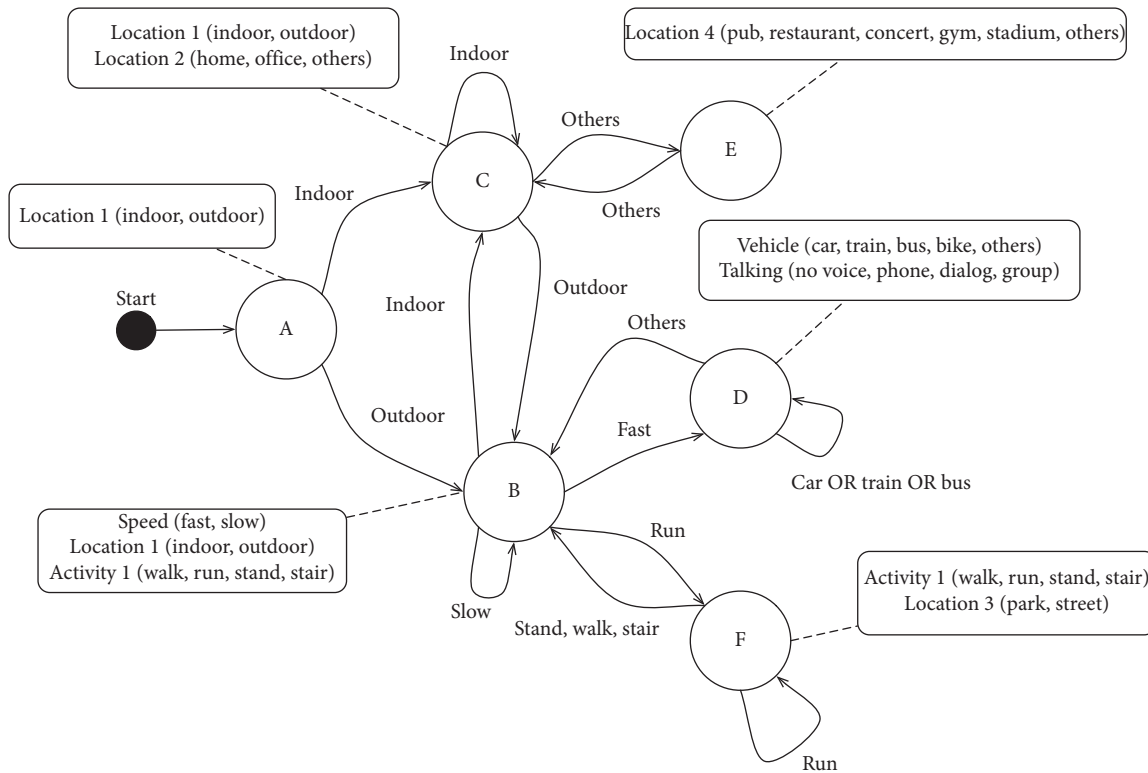 Location 1 (indoor, outdoor)
Location 2 (home, office, others)
Location 4 (pub, restaurant, concert, gym, stadium, others)
Indoor
Others
E
C
Indoor
Location 1 (indoor, outdoor)
Others
Vehicle (car, train, bus, bike, others)
Talking (no voice, phone, dialog, group)
Start
Indoor
Outdoor
A
Others
D
Outdoor
Fast
Car OR train OR bus
B
Speed (fast, slow)
Location 1 (indoor, outdoor)
Activity 1 (walk, run, stand, stair)
Run
Activity 1 (walk, run, stand, stair)
Location 3 (park, street)
Slow
Stand, walk, stair
F
Run